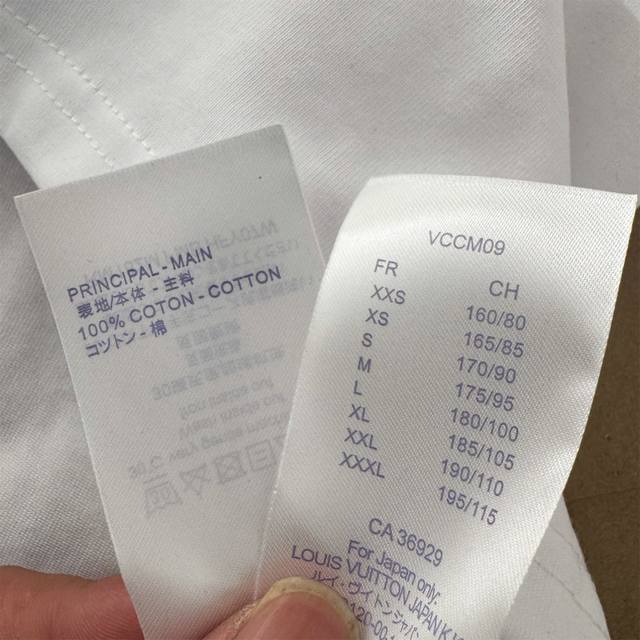 PRINCIPAL - MAIN
表地/本体 - 主料
100% COTON - COTTON
コットン - 棉
VCCM09
FR CH
XXS 160/80
XS 165/85
S 170/90
M 175/95
L 180/100
XL 185/105
XXL 190/110
XXXL 195/115
CA 36929
For Japan only:
LOUIS VUITTON JAPAN K
ルイ・ヴィトンジャパ